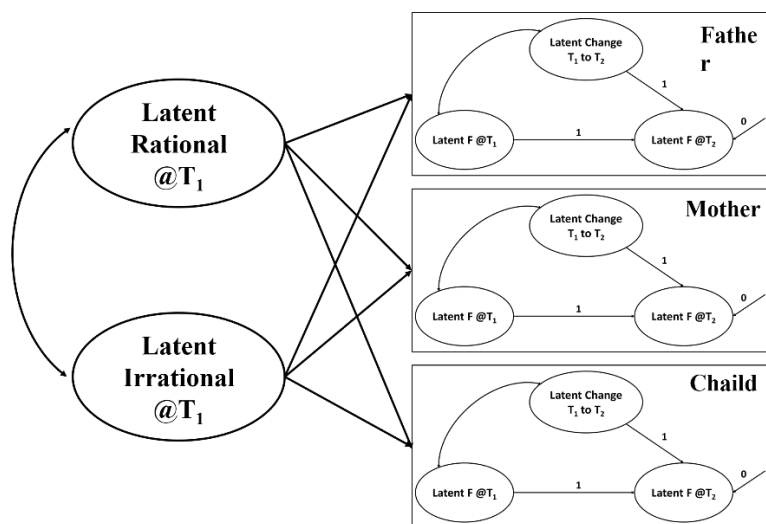 Latent
Rational
@T₁
Latent
Irrational
@T₁
Fathe
r
Latent Change
T₁ to T₂
1
0
Latent F @T₁
1
Latent F @T₂
Mother
Latent Change
T₁ to T₂
1
0
Latent F @T₁
1
Latent F @T₂
Chaild
Latent Change
T₁ to T₂
1
0
Latent F @T₁
1
Latent F @T₂